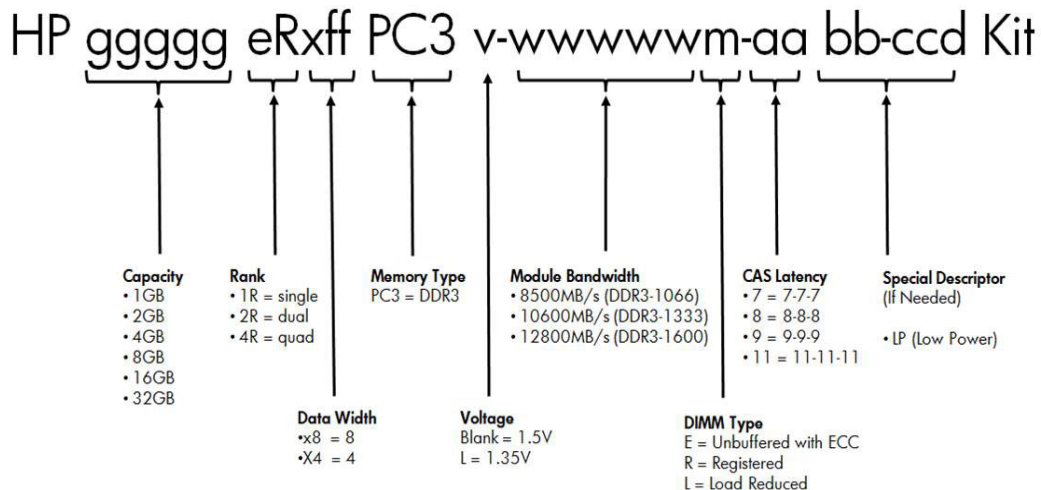 HP ggggg eRxff PC3 v-wwwwwm-aa bb-ccd Kit
Capacity
• 1GB
• 2GB
• 4GB
• 8GB
• 16GB
• 32GB
Rank
• 1R = single
• 2R = dual
• 4R = quad
Memory Type
PC3 = DDR3
Module Bandwidth
• 8500MB/s (DDR3-1066)
• 10600MB/s (DDR3-1333)
• 12800MB/s (DDR3-1600)
CAS Latency
• 7 = 7-7-7
• 8 = 8-8-8
• 9 = 9-9-9
• 11 = 11-11-11
Special Descriptor
(If Needed)
• LP (Low Power)
Data Width
•x8 = 8
•X4 = 4
Voltage
Blank = 1.5V
L = 1.35V
DIMM Type
E = Unbuffered with ECC
R = Registered
L = Load Reduced